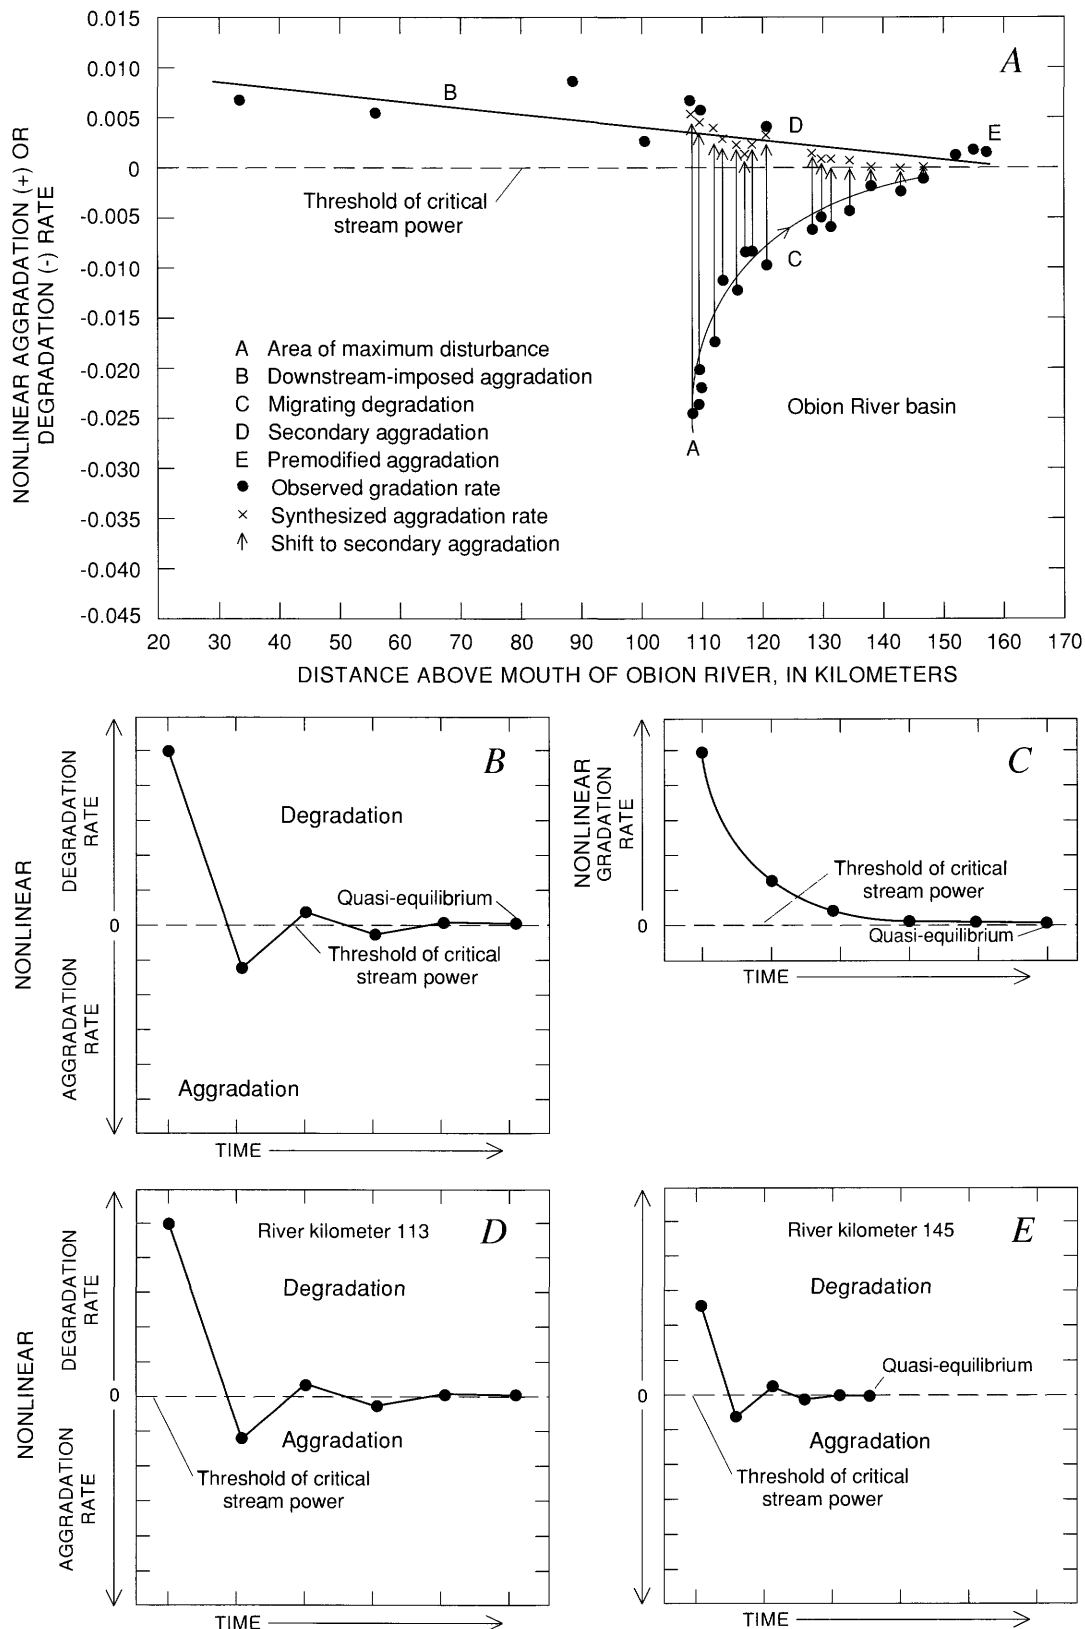 NONLINEAR AGGRADATION (+) OR
DEGRADATION (-) RATE
0.015
0.010
0.005
0
-0.005
-0.010
-0.015
-0.020
-0.025
-0.030
-0.035
-0.040
-0.045
A
B
D
E
Threshold of critical
stream power
C
A Area of maximum disturbance
B Downstream-imposed aggradation
C Migrating degradation
D Secondary aggradation
E Premodified aggradation
Observed gradation rate
Synthesized aggradation rate
Shift to secondary aggradation
Obion River basin
A
20 30 40 50 60 70 80 90 100 110 120 130 140 150 160 170
DISTANCE ABOVE MOUTH OF OBION RIVER, IN KILOMETERS
NONLINEAR
DEGRADATION
RATE
0
AGGRADATION
RATE
B
Degradation
Quasi-equilibrium
Threshold of critical
stream power
Aggradation
TIME
NONLINEAR
GRADATION
RATE
0
C
Threshold of critical
stream power
Quasi-equilibrium
TIME
NONLINEAR
DEGRADATION
RATE
0
AGGRADATION
RATE
River kilometer 113
D
Degradation
Aggradation
Threshold of critical
stream power
TIME
0
River kilometer 145
E
Degradation
Quasi-equilibrium
Aggradation
Threshold of critical
stream power
TIME